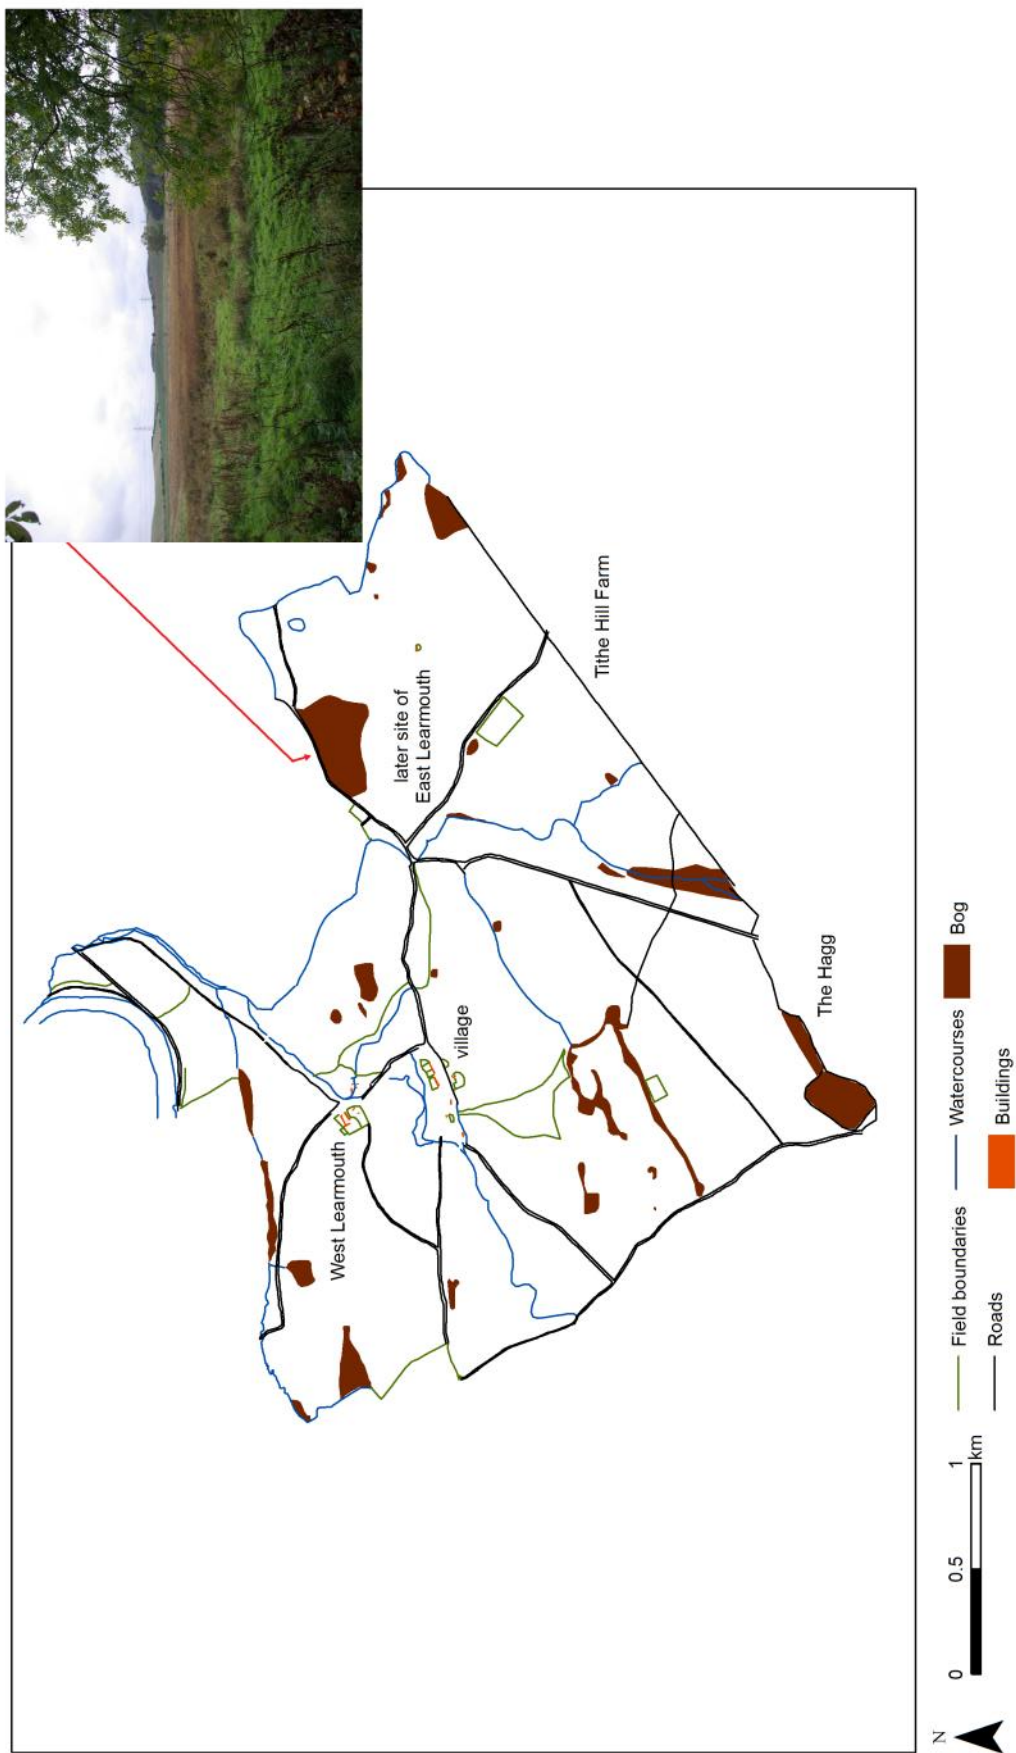 West Learmouth
village
later site of
East Learmouth
Tithe Hill Farm
The Hagg
N
0 0.5 1
km
Field boundaries
Watercourses
Bog
Roads
Buildings